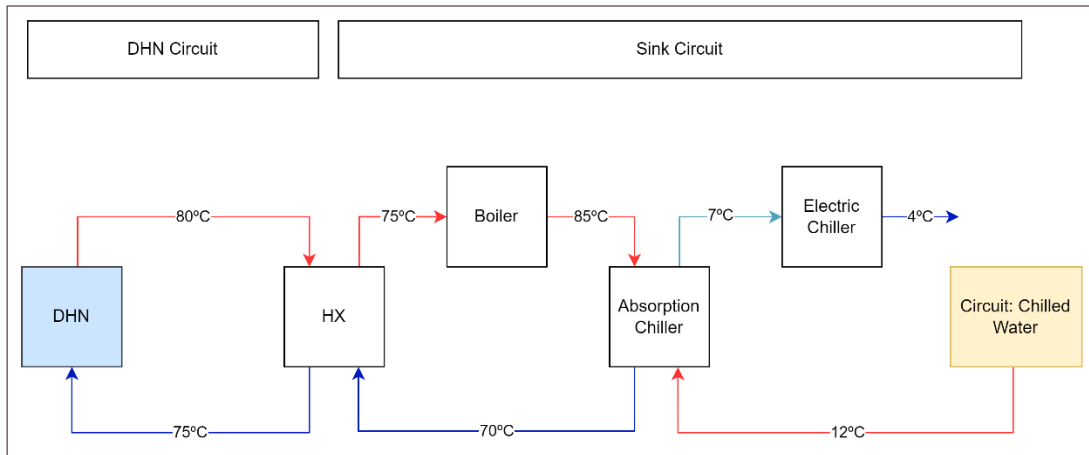 DHN Circuit
Sink Circuit
80ºC
75ºC
Boiler
85ºC
7ºC
Electric
Chiller
4ºC
DHN
HX
Absorption
Chiller
Circuit: Chilled
Water
75ºC
70ºC
12ºC